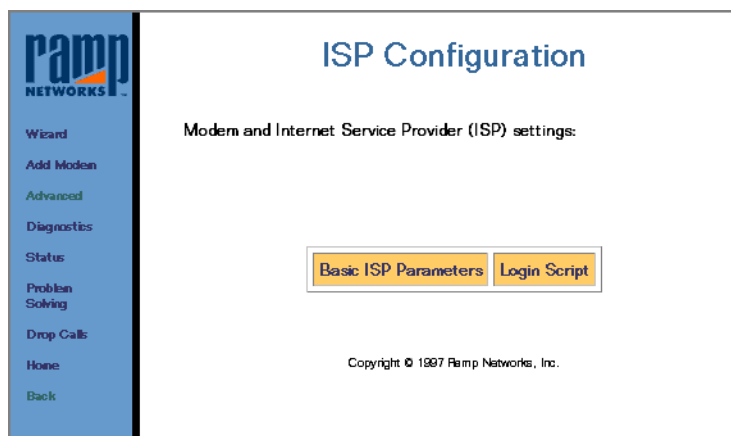 ramp
NETWORKS
Wizard
Add Modem
Advanced
Diagnostics
Status
Problem
Solving
Drop Calls
Home
Back
ISP Configuration
Modem and Internet Service Provider (ISP) settings:
Basic ISP Parameters
Login Script
Copyright © 1997 Ramp Networks, Inc.